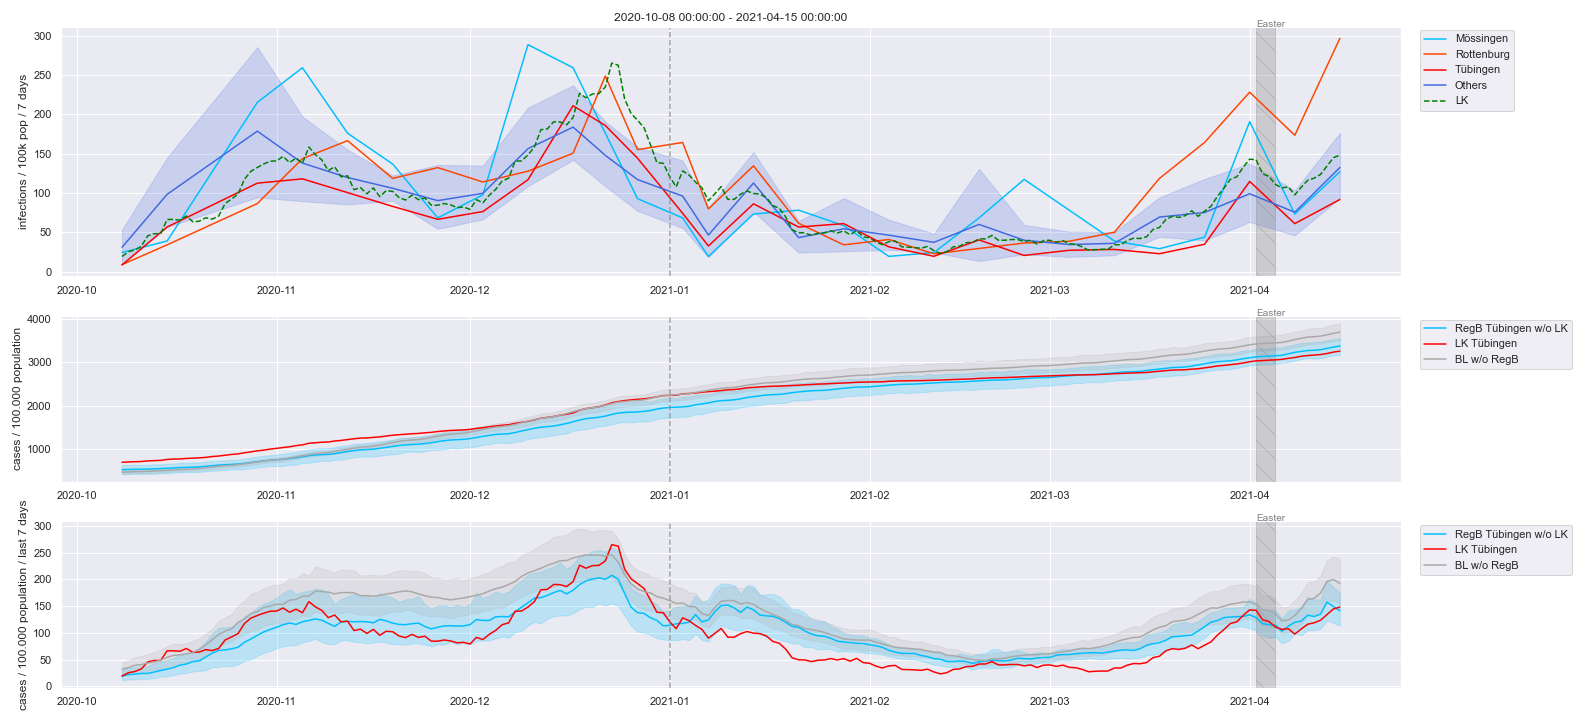 2020-10-08 00:00:00 - 2021-04-15 00:00:00
Easter
infections / 100k pop / 7 days
300
250
200
150
100
50
0
2020-10 2020-11 2020-12 2021-01 2021-02 2021-03 2021-04
Mössingen
Rottenburg
Tübingen
Others
LK
Easter
cases / 100.000 population
4000
3000
2000
1000
2020-10 2020-11 2020-12 2021-01 2021-02 2021-03 2021-04
RegB Tübingen w/o LK
LK Tübingen
BL w/o RegB
Easter
cases / 100.000 population / last 7 days
300
250
200
150
100
50
0
2020-10 2020-11 2020-12 2021-01 2021-02 2021-03 2021-04
RegB Tübingen w/o LK
LK Tübingen
BL w/o RegB